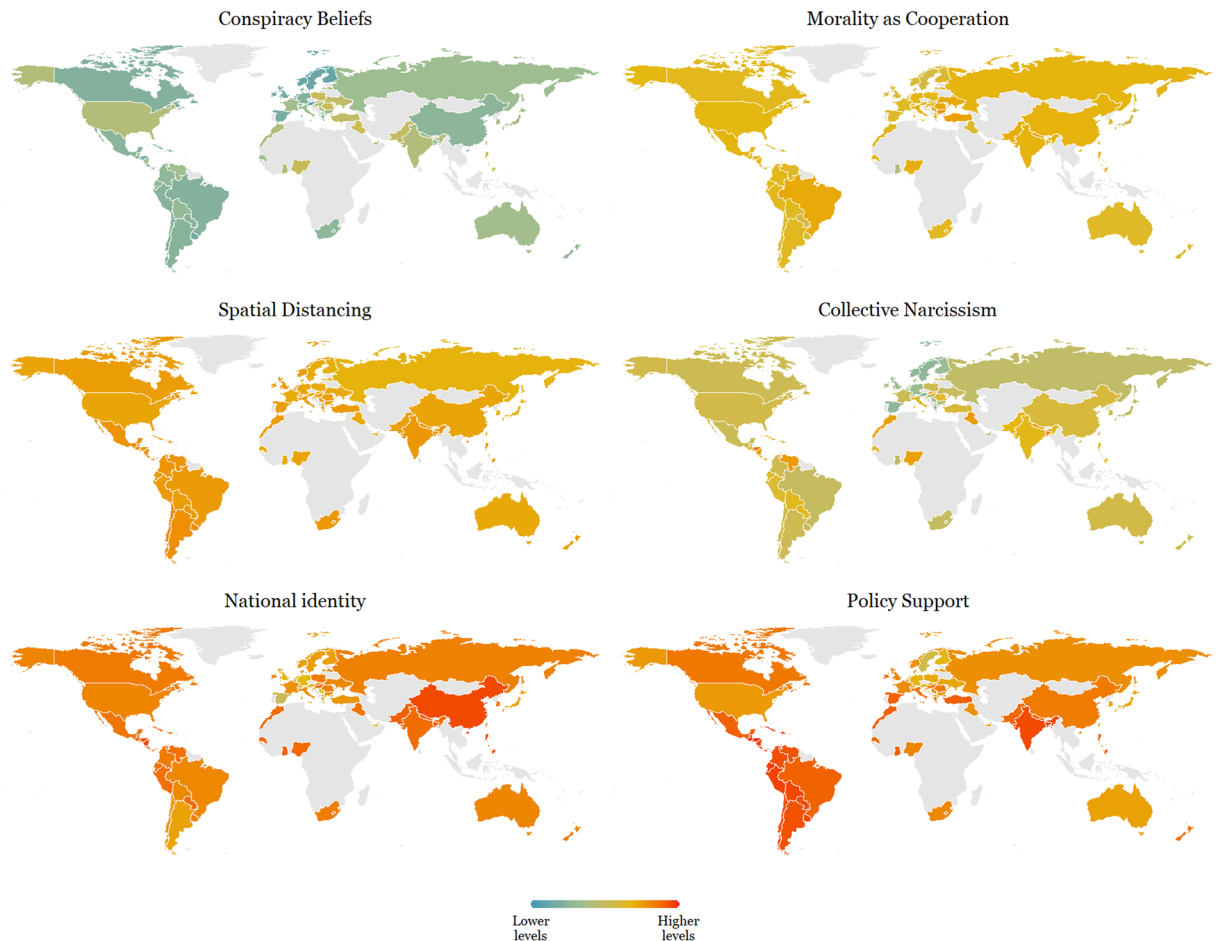 Conspiracy Beliefs
Morality as Cooperation
Spatial Distancing
Collective Narcissism
National identity
Policy Support
Lower
levels
Higher
levels